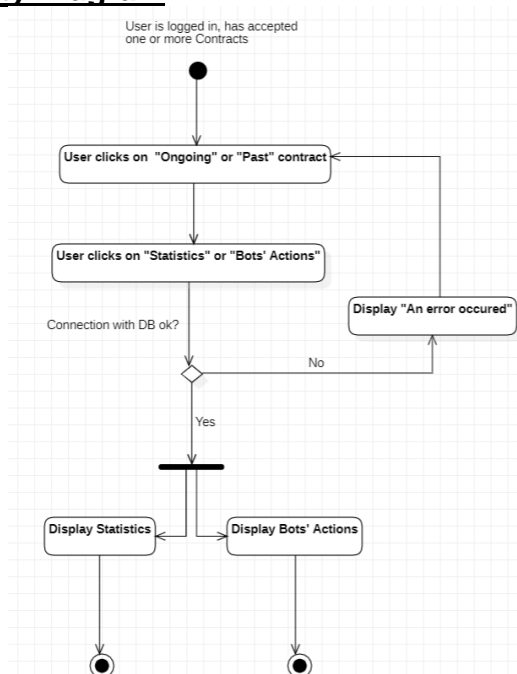 User is logged in, has accepted
one or more Contracts
User clicks on "Ongoing" or "Past" contract
User clicks on "Statistics" or "Bots' Actions"
Display "An error occured"
Connection with DB ok?
No
Yes
Display Statistics
Display Bots' Actions